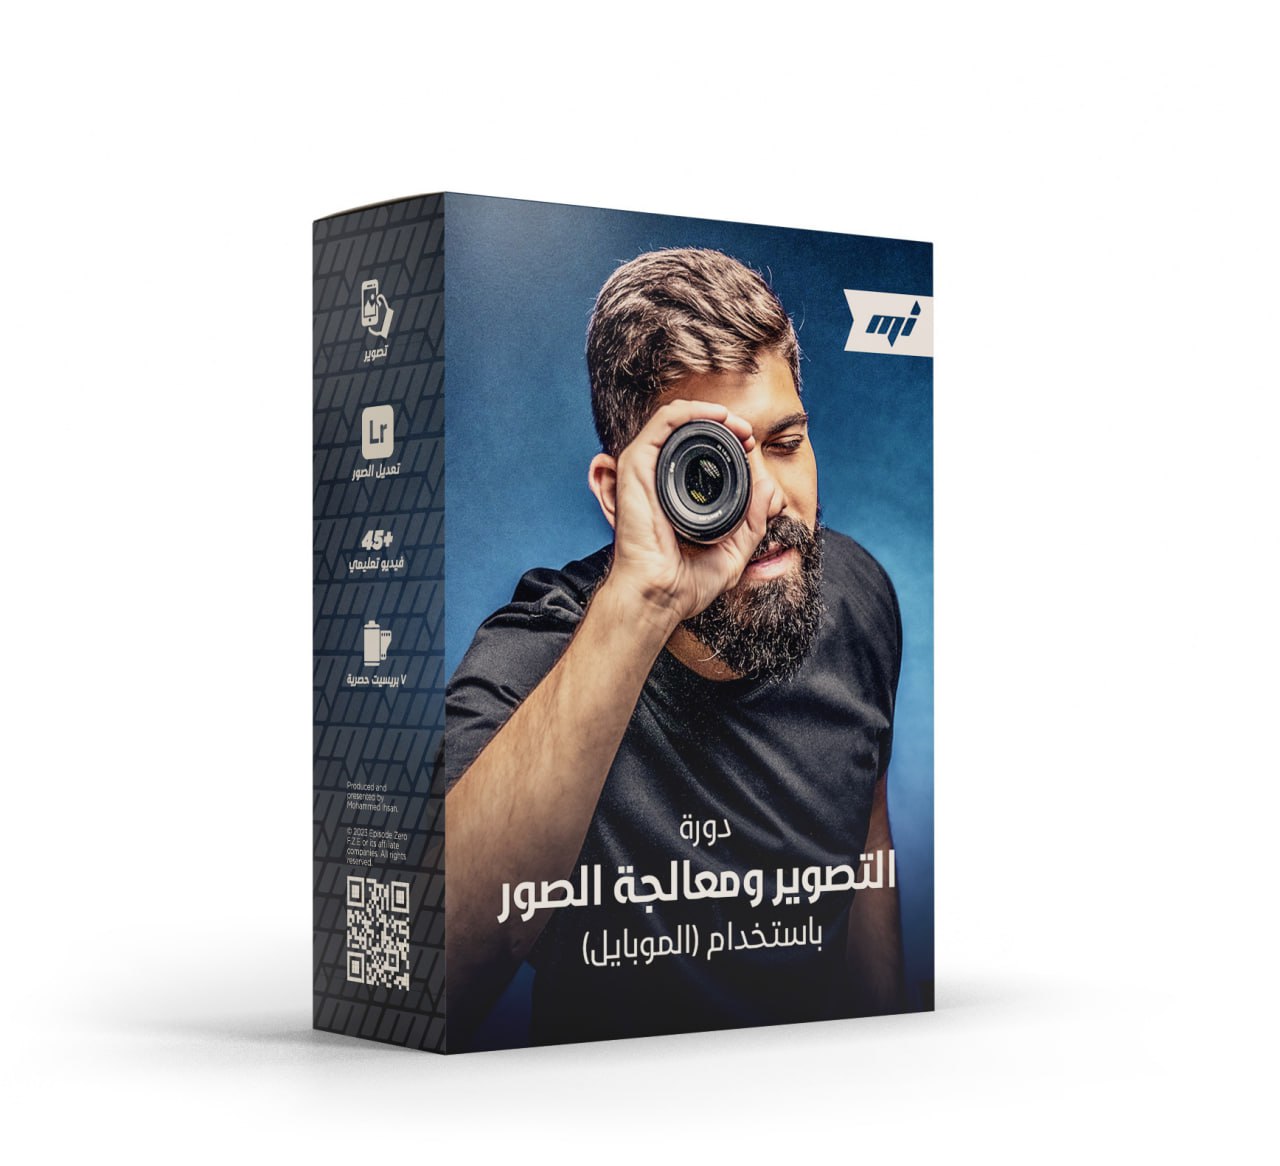 mi
دورة
التصوير ومعالجة الصور
باستخدام (الموبايل)
تصوير
Lr
تعديل الصور
45+
فيديو تعليمي
٧ بريسيت حصرية
Produced and
presented by
Mohammed Ihsan.
© 2023 Episode Zero
F.Z.E or its affiliate
companies. All rights
reserved.